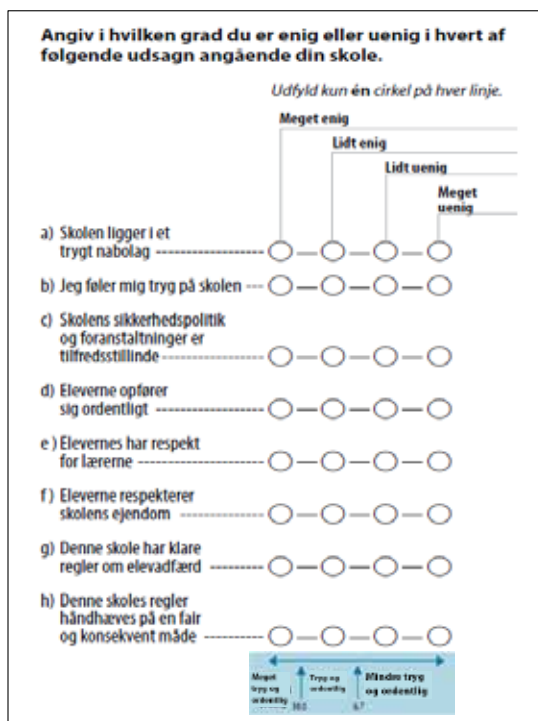 Angiv i hvilken grad du er enig eller uenig i hvert af
følgende udsagn angående din skole.
Udfyld kun én cirkel på hver linje.
Meget enig
Lidt enig
Lidt uenig
Meget
uenig
a) Skolen ligger i et
trygt nabolag
b) Jeg føler mig tryg på skolen
c) Skolens sikkerhedspolitik
og foranstaltninger er
tilfredsstillinde
d) Eleverne opfører
sig ordentligt
e ) Elevernes har respekt
for lærerne
f ) Eleverne respekterer
skolens ejendom
g) Denne skole har klare
regler om elevadfærd
h) Denne skoles regler
håndhæves på en fair
og konsekvent måde
Meget
tryg og
ordentlig
Tryg og
ordentlig
Mindre tryg
og ordentlig
6.7